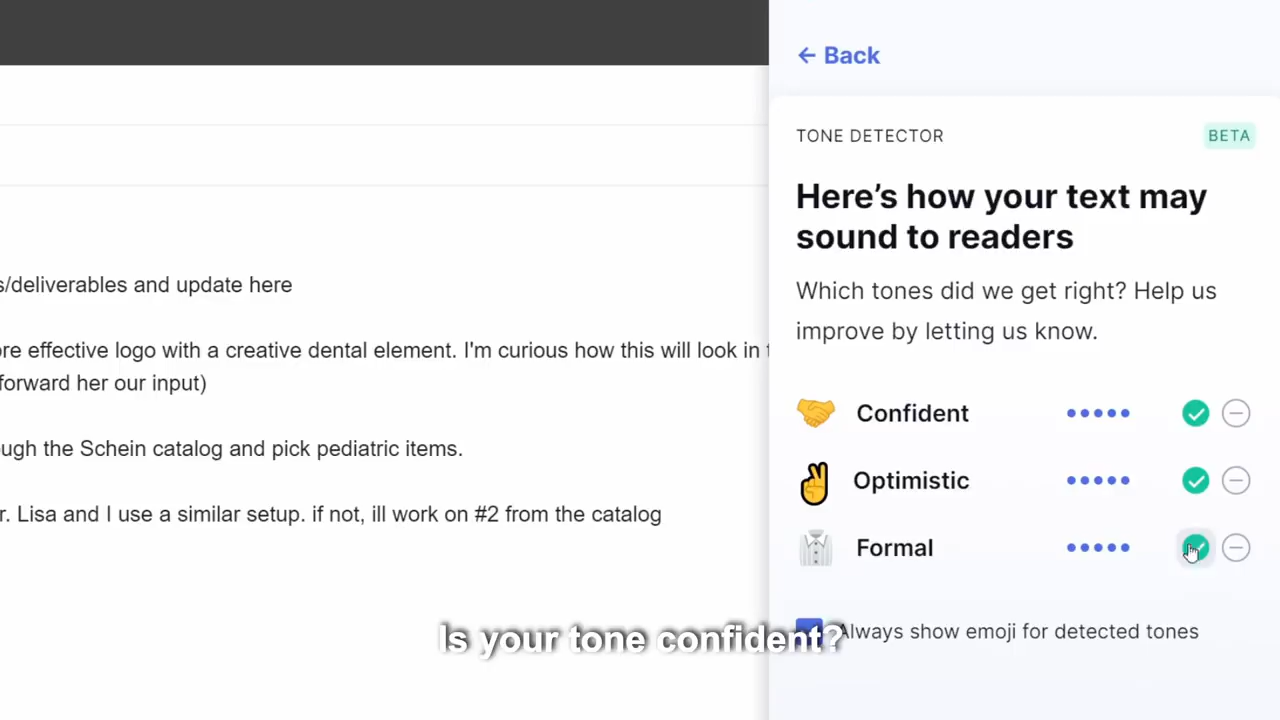 ← Back
TONE DETECTOR
BETA
Here's how your text may
sound to readers
Which tones did we get right? Help us
improve by letting us know.
Confident
Optimistic
Formal
Always show emoji for detected tones
s/deliverables and update here
ore effective logo with a creative dental element. I'm curious how this will look in t
forward her our input)
ough the Schein catalog and pick pediatric items.
r. Lisa and I use a similar setup. if not, ill work on #2 from the catalog
Is your tone confident?